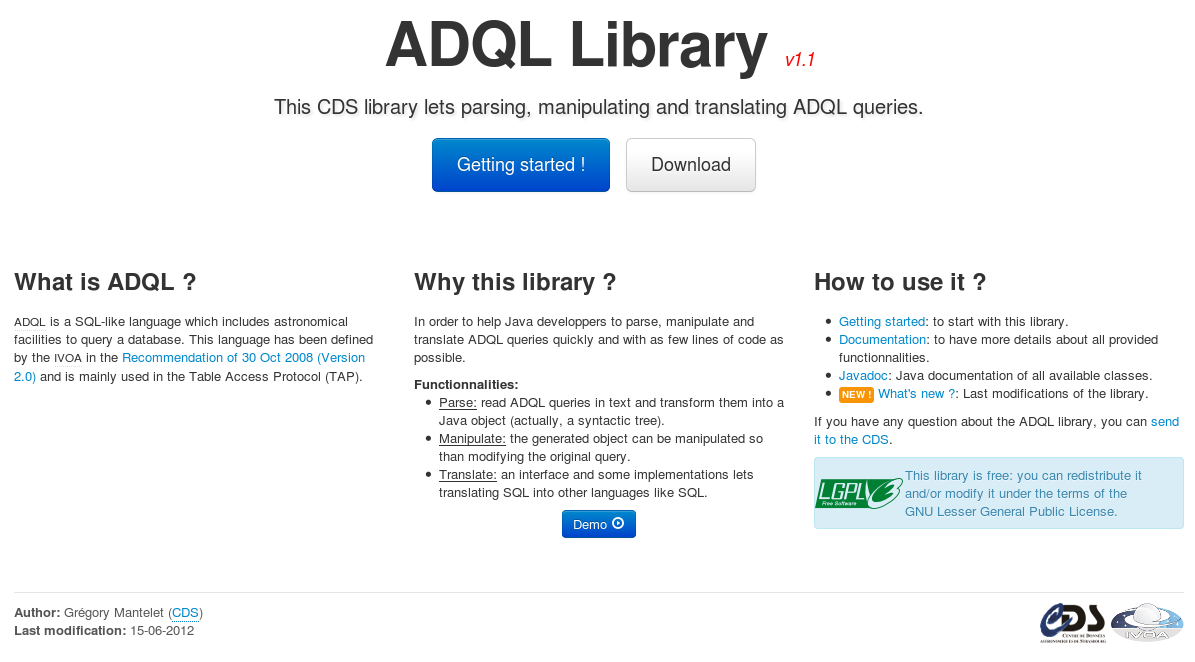 ADQL Library v1.1
This CDS library lets parsing, manipulating and translating ADQL queries.
Getting started !
Download
What is ADQL ?
ADQL is a SQL-like language which includes astronomical
facilities to query a database. This language has been defined
by the IVOA in the Recommendation of 30 Oct 2008 (Version
2.0) and is mainly used in the Table Access Protocol (TAP).
Why this library ?
In order to help Java developpers to parse, manipulate and
translate ADQL queries quickly and with as few lines of code as
possible.
Functionnalities:
Parse: read ADQL queries in text and transform them into a
Java object (actually, a syntactic tree).
Manipulate: the generated object can be manipulated so
than modifying the original query.
Translate: an interface and some implementations lets
translating SQL into other languages like SQL.
Demo
How to use it ?
Getting started: to start with this library.
Documentation: to have more details about all provided
functionnalities.
Javadoc: Java documentation of all available classes.
NEW ! What's new ?: Last modifications of the library.
If you have any question about the ADQL library, you can send
it to the CDS.
LGPLv3
Free Software
This library is free: you can redistribute it
and/or modify it under the terms of the
GNU Lesser General Public License.
Author: Grégory Mantelet (CDS)
Last modification: 15-06-2012
CDS
Centre de Données
astronomiques de Strasbourg
IVOA